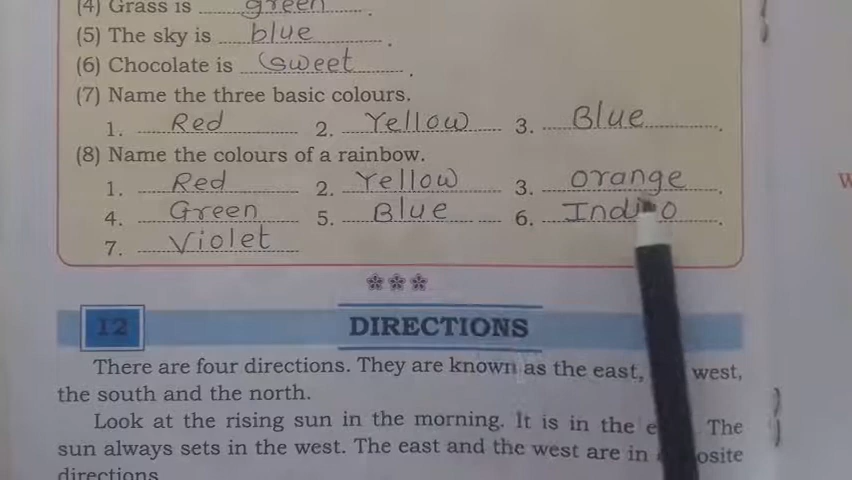 (4) Grass is green.
(5) The sky is blue.
(6) Chocolate is sweet.
(7) Name the three basic colours.
1. Red 2. Yellow 3. Blue.
(8) Name the colours of a rainbow.
1. Red 2. Yellow 3. orange.
4. Green 5. Blue 6. Indigo.
7. Violet
12 DIRECTIONS
There are four directions. They are known as the east, west,
the south and the north.
Look at the rising sun in the morning. It is in the The
sun always sets in the west. The east and the west are in
directions